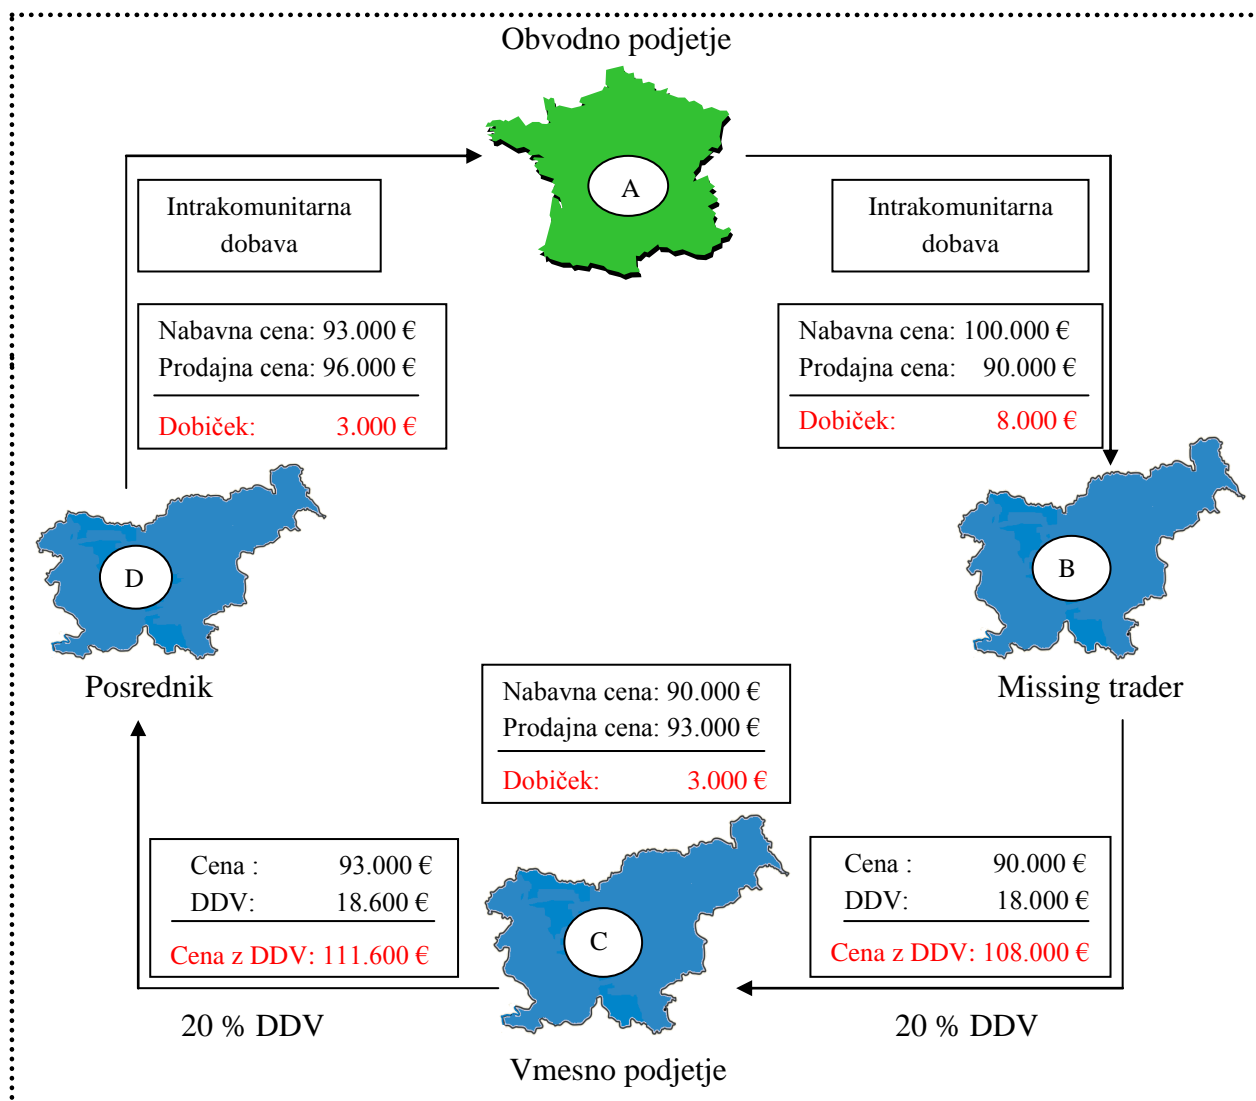 Obvodno podjetje
A
Intrakomunitarna
dobava
Intrakomunitarna
dobava
Nabavna cena: 93.000 €
Prodajna cena: 96.000 €
Dobiček: 3.000 €
Nabavna cena: 100.000 €
Prodajna cena: 90.000 €
Dobiček: 8.000 €
D
B
Posrednik
Missing trader
Nabavna cena: 90.000 €
Prodajna cena: 93.000 €
Dobiček: 3.000 €
Cena : 93.000 €
DDV: 18.600 €
Cena z DDV: 111.600 €
C
Cena : 90.000 €
DDV: 18.000 €
Cena z DDV: 108.000 €
20 % DDV
20 % DDV
Vmesno podjetje